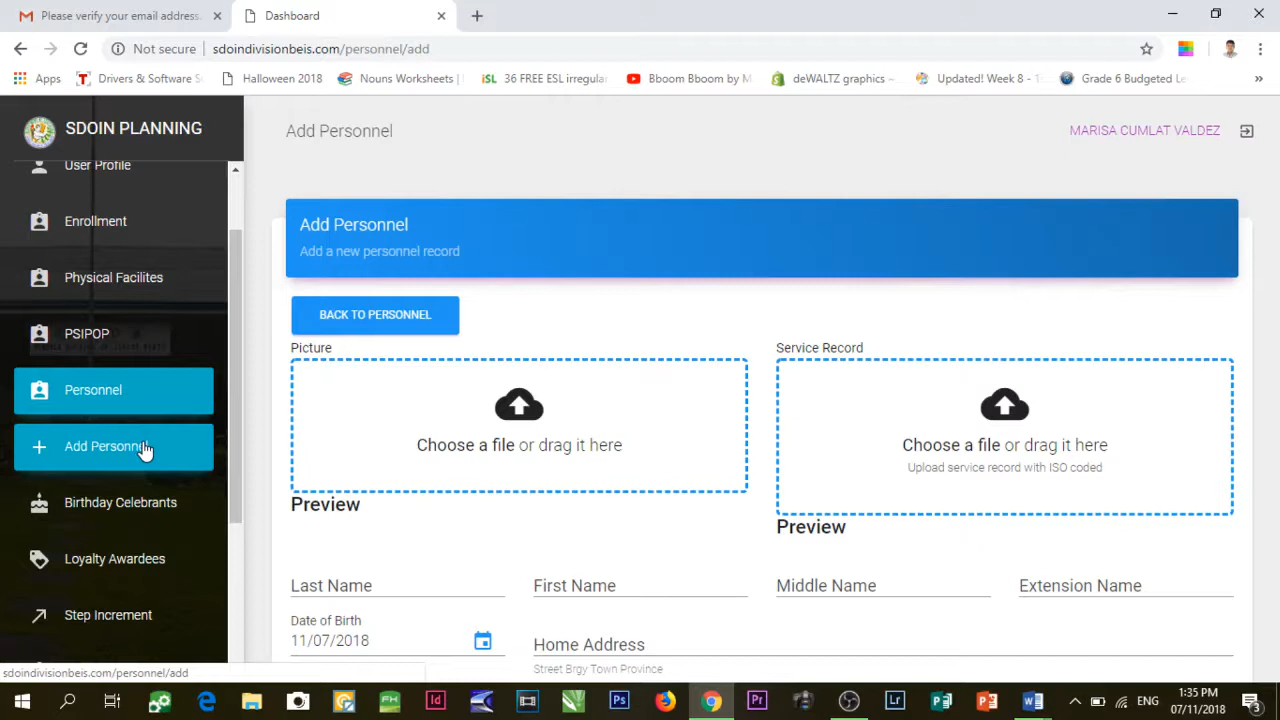 Please verify your email address.
Dashboard
Not secure
sdoindivisionbeis.com/personnel/add
Apps
Drivers & Software S
Halloween 2018
Nouns Worksheets |
iSL
36 FREE ESL irregular
Bboom Bboom by M
deWALTZ graphics –
Updated! Week 8 - 1
Grade 6 Budgeted Le
»
SDOIN PLANNING
Add Personnel
MARISA CUMLAT VALDEZ
User Profile
Enrollment
Physical Facilites
PSIPOP
Personnel
Add Personnel
Birthday Celebrants
Loyalty Awardees
Step Increment
Add Personnel
Add a new personnel record
BACK TO PERSONNEL
Picture
Service Record
Choose a file or drag it here
Choose a file or drag it here
Upload service record with ISO coded
Preview
Preview
Last Name
First Name
Middle Name
Extension Name
Date of Birth
11/07/2018
Home Address
Street Brgy Town Province
sdoindivisionbeis.com/personnel/add
ENG
1:35 PM
07/11/2018